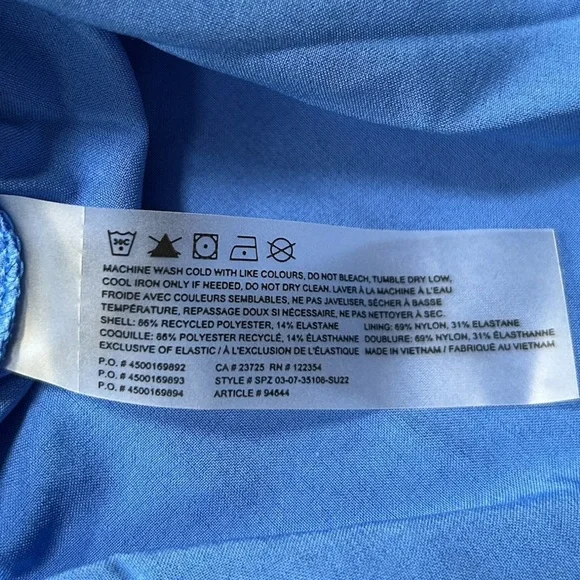 30C
MACHINE WASH COLD WITH LIKE COLOURS, DO NOT BLEACH, TUMBLE DRY LOW,
COOL IRON ONLY IF NEEDED, DO NOT DRY CLEAN. LAVER À LA MACHINE À L'EAU
FROIDE AVEC COULEURS SEMBLABLES, NE PAS JAVELISER, SÉCHER À BASSE
TEMPÉRATURE, REPASSAGE DOUX SI NÉCESSAIRE, NE PAS NETTOYER À SEC.
SHELL: 86% RECYCLED POLYESTER, 14% ELASTANE LINING: 69% NYLON, 31% ELASTANE
COQUILLE: 86% POLYESTER RECYCLÉ, 14% ÉLASTHANNE DOUBLURE: 69% NYLON, 31% ÉLASTHANNE
EXCLUSIVE OF ELASTIC / À L'EXCLUSION DE L'ÉLASTIQUE MADE IN VIETNAM / FABRIQUÉ AU VIETNAM
P.O. # 4500169892 CA # 23725 RN # 122354
P.O. # 4500169893 STYLE # SPZ 03-07-35106-SU22
P.O. # 4500169894 ARTICLE # 94644